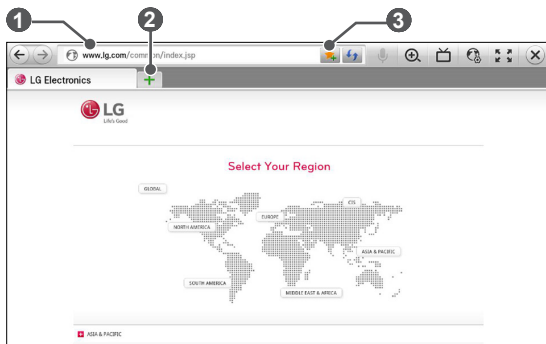 1 2 3
www.lg.com/common/index.jsp
LG Electronics
LG
Life's Good
Select Your Region
GLOBAL
CIS
EUROPE
NORTH AMERICA
ASIA & PACIFIC
SOUTH AMERICA
MIDDLE EAST & AFRICA
ASIA & PACIFIC